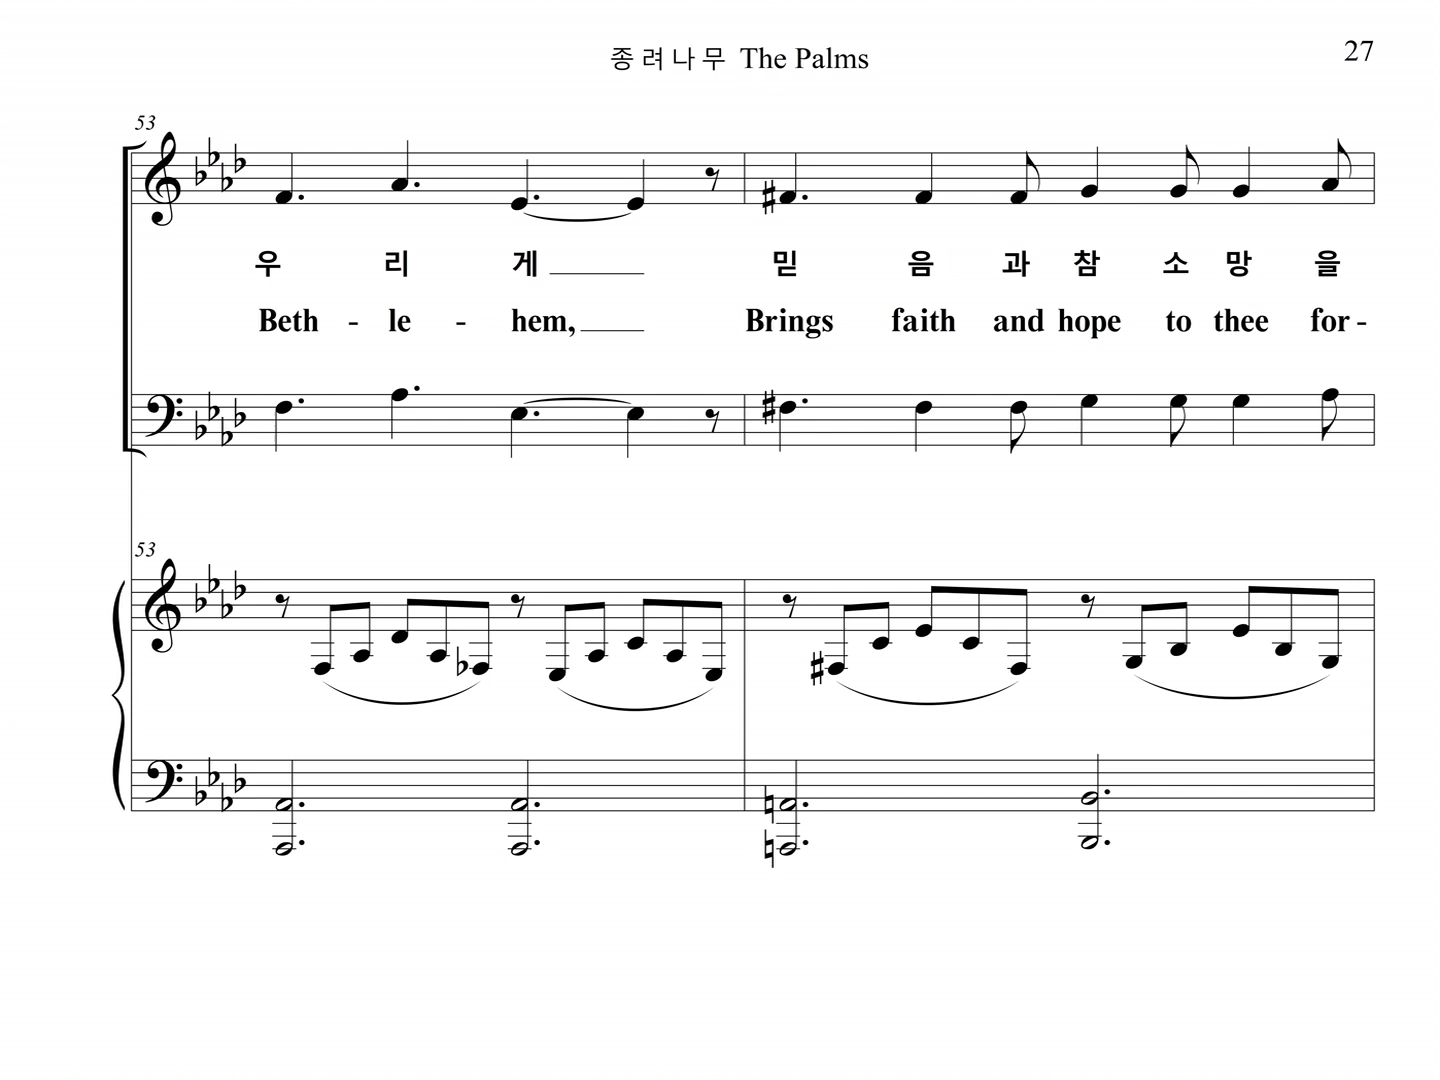 종려나무 The Palms
27
53
우 리 게
Beth - le - hem,
믿 음 과 참 소 망 을
Brings faith and hope to thee for -
53